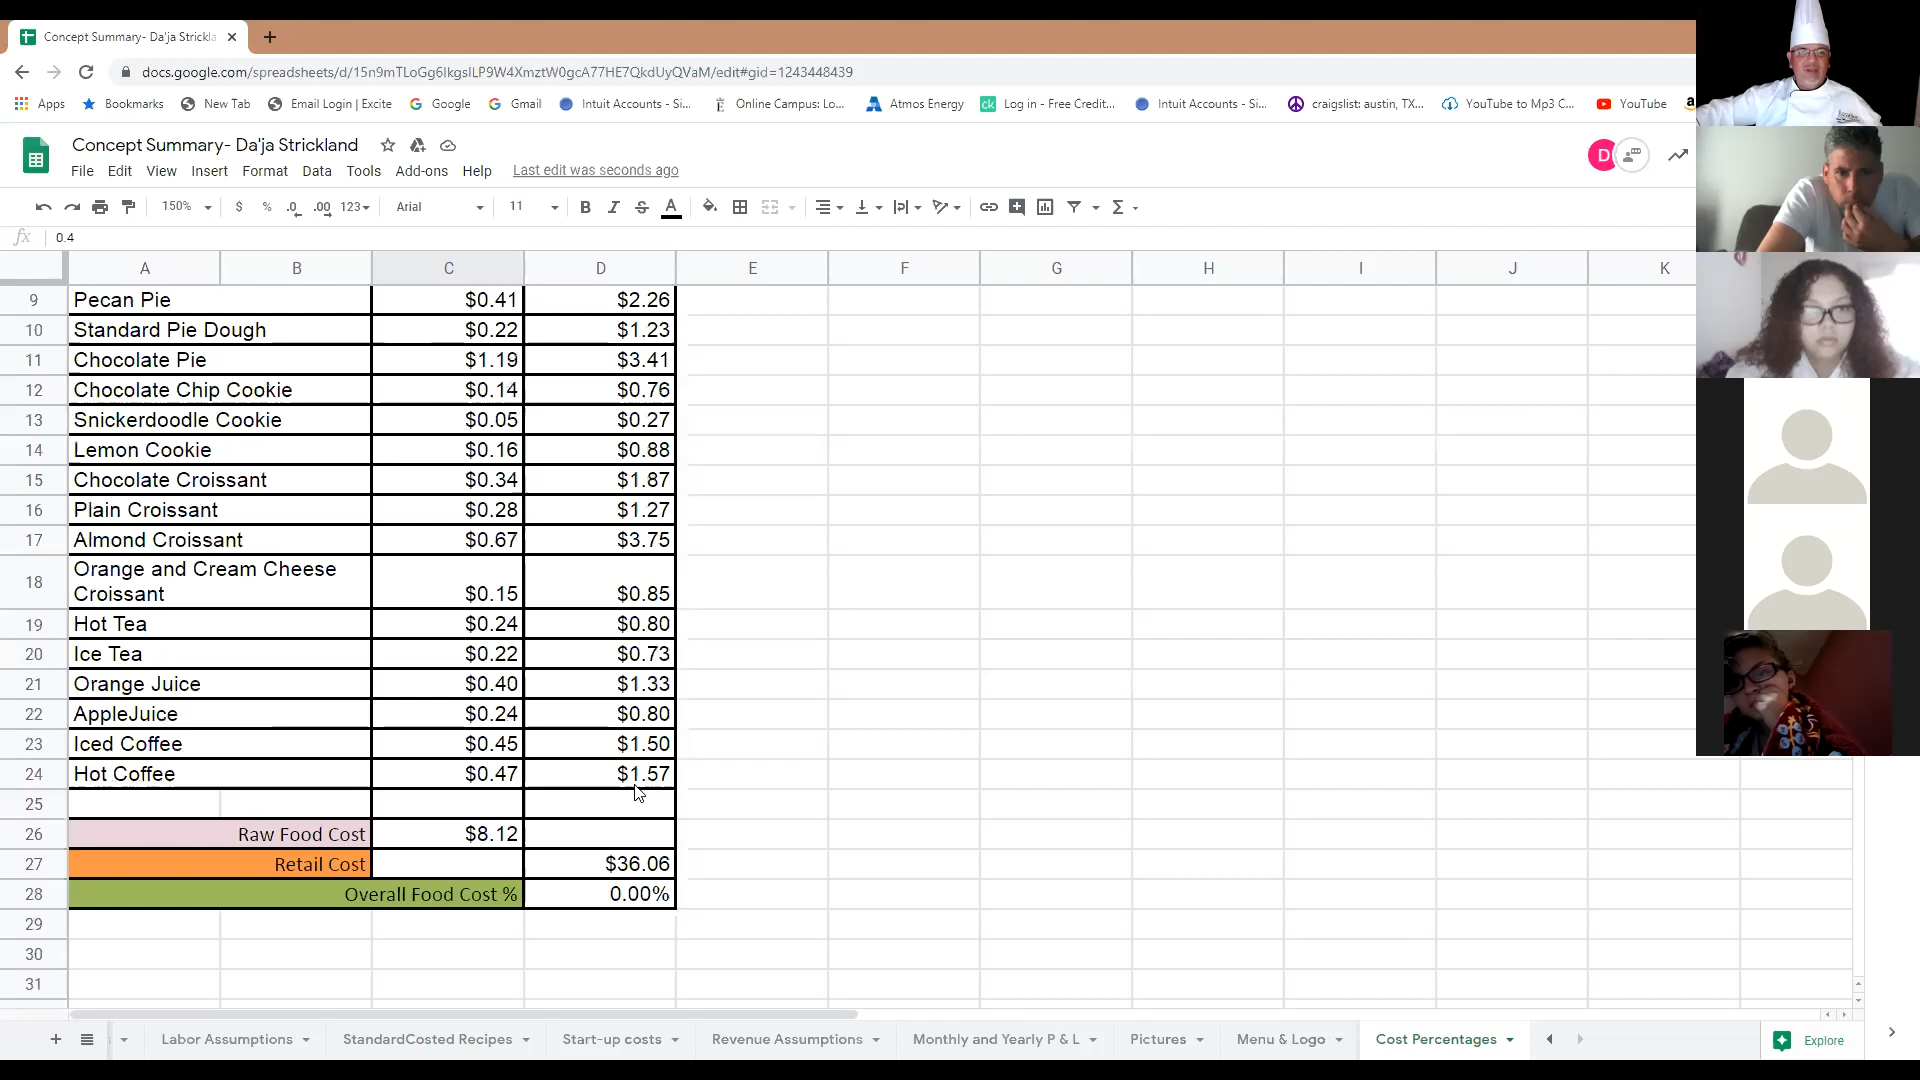 Concept Summary- Da'ja Strickla
docs.google.com/spreadsheets/d/15n9mTLoGg6IkgsILP9W4XmztW0gcA77HE7QkdUyQVaM/edit#gid=1243448439
Apps Bookmarks New Tab Email Login | Excite Google Gmail Intuit Accounts - Si... Online Campus: Lo... Atmos Energy ck Log in - Free Credit... Intuit Accounts - Si... craigslist: austin, TX... YouTube to Mp3 C... YouTube a
Concept Summary- Da'ja Strickland
D
File Edit View Insert Format Data Tools Add-ons Help Last edit was seconds ago
150% $ % .0 .00 123 Arial 11 B I S A Σ
fx 0.4
A B C D E F G H I J K
9 Pecan Pie $0.41 $2.26
10 Standard Pie Dough $0.22 $1.23
11 Chocolate Pie $1.19 $3.41
12 Chocolate Chip Cookie $0.14 $0.76
13 Snickerdoodle Cookie $0.05 $0.27
14 Lemon Cookie $0.16 $0.88
15 Chocolate Croissant $0.34 $1.87
16 Plain Croissant $0.28 $1.27
17 Almond Croissant $0.67 $3.75
18 Orange and Cream Cheese
Croissant $0.15 $0.85
19 Hot Tea $0.24 $0.80
20 Ice Tea $0.22 $0.73
21 Orange Juice $0.40 $1.33
22 AppleJuice $0.24 $0.80
23 Iced Coffee $0.45 $1.50
24 Hot Coffee $0.47 $1.57
25
26 Raw Food Cost $8.12
27 Retail Cost $36.06
28 Overall Food Cost % 0.00%
29
30
31
Labor Assumptions StandardCosted Recipes Start-up costs Revenue Assumptions Monthly and Yearly P & L Pictures Menu & Logo Cost Percentages Explore